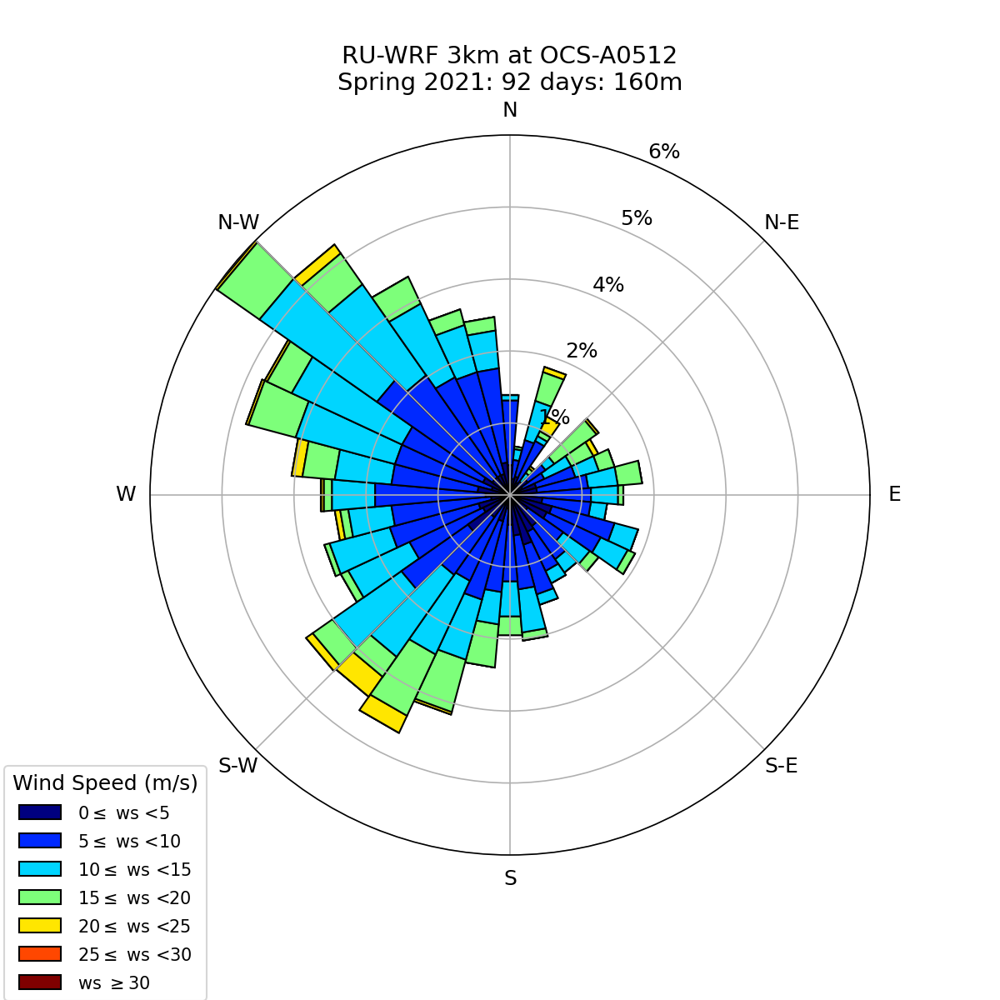 RU-WRF 3km at OCS-A0512
Spring 2021: 92 days: 160m
N
6%
N-W
5%
N-E
4%
2%
1%
W
E
S-W
S-E
S
Wind Speed (m/s)
0≤ ws <5
5≤ ws <10
10≤ ws <15
15≤ ws <20
20≤ ws <25
25≤ ws <30
ws ≥30